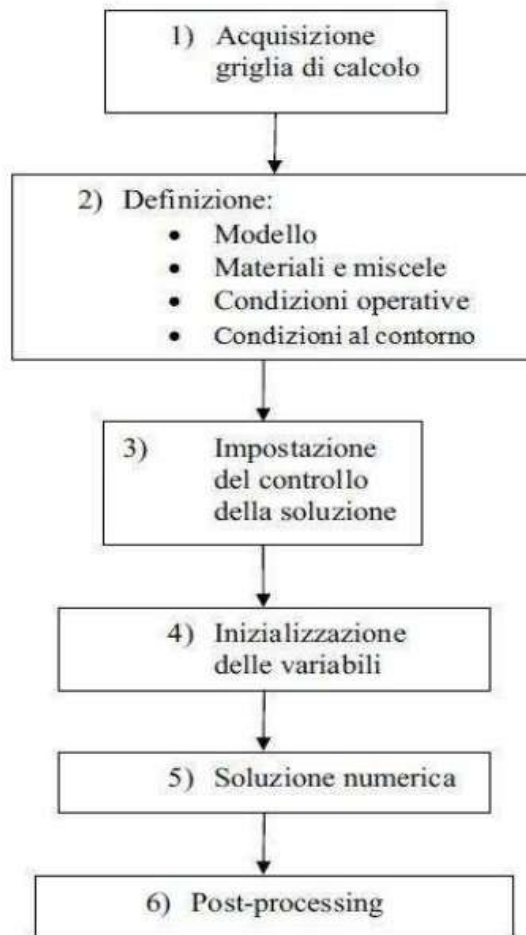 1) Acquisizione
griglia di calcolo
2) Definizione:
• Modello
• Materiali e miscele
• Condizioni operative
• Condizioni al contorno
3) Impostazione
del controllo
della soluzione
4) Inizializzazione
delle variabili
5) Soluzione numerica
6) Post-processing